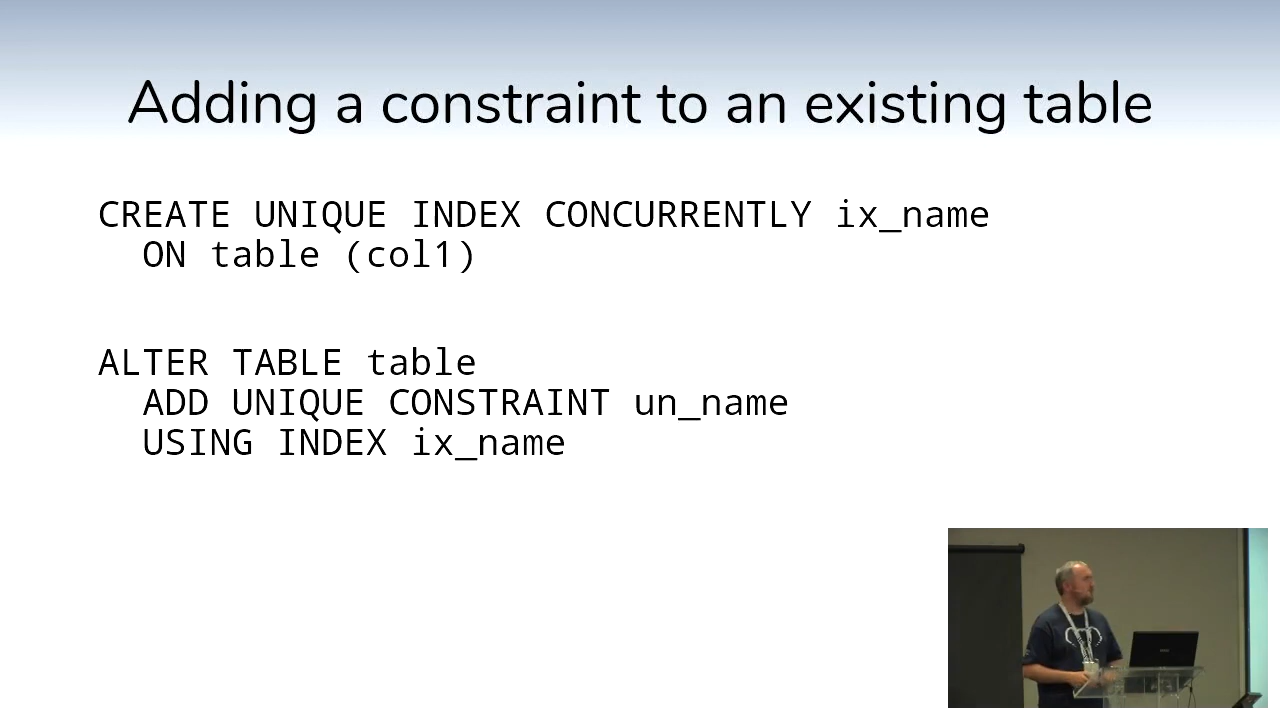 Adding a constraint to an existing table
CREATE UNIQUE INDEX CONCURRENTLY ix_name
ON table (col1)
ALTER TABLE table
ADD UNIQUE CONSTRAINT un_name
USING INDEX ix_name